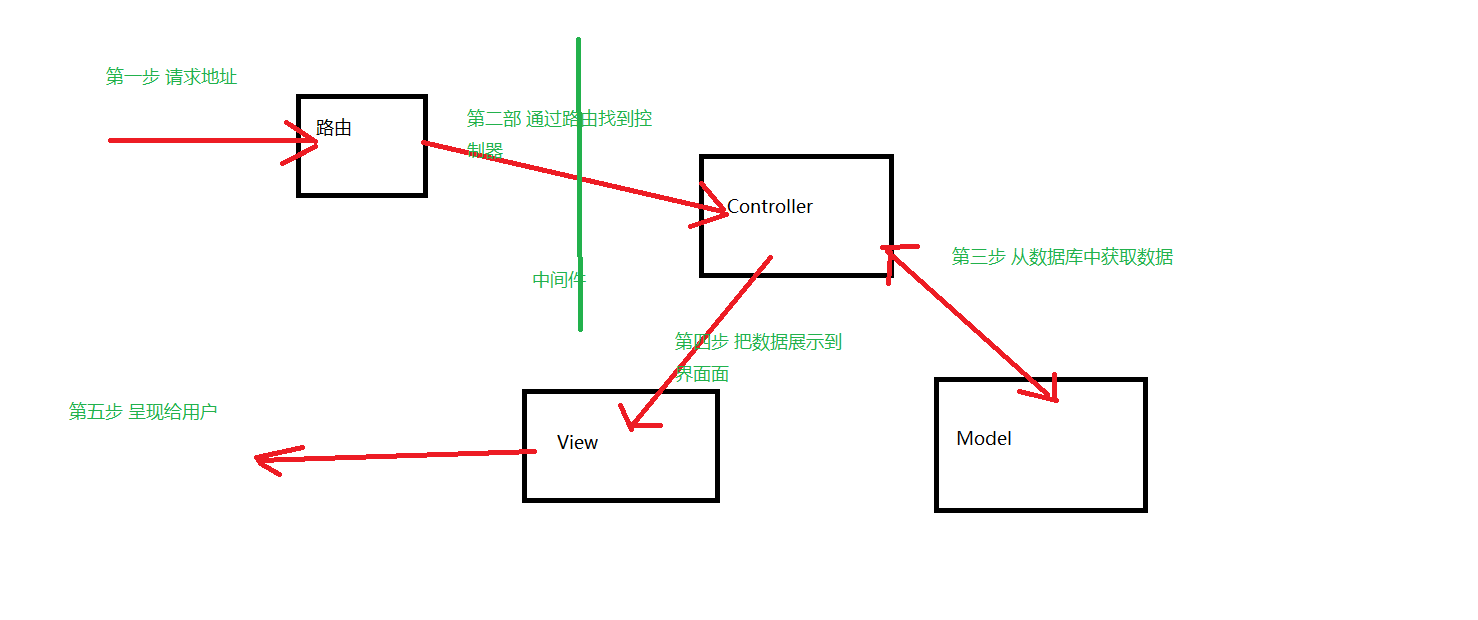 第一步 请求地址
路由
第二部 通过路由找到控
制器
Controller
第三步 从数据库中获取数据
中间件
第四步 把数据展示到
界面面
第五步 呈现给用户
View
Model